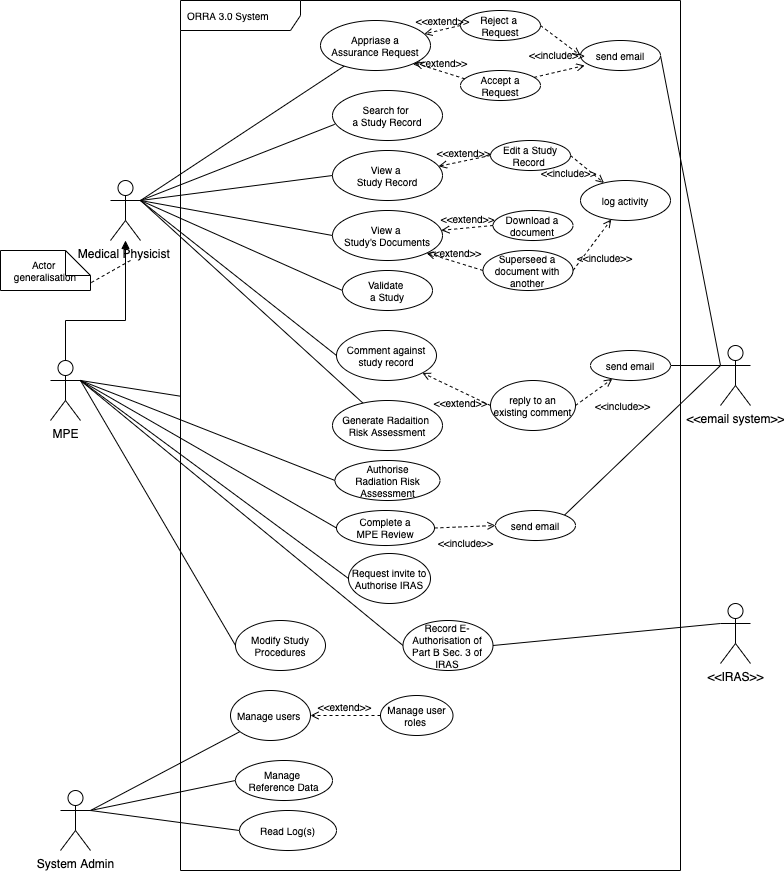 ORRA 3.0 System
Appriase a
Assurance Request
<<extend>>
Reject a
Request
<<extend>>
Accept a
Request
<<include>>
send email
Search for
a Study Record
View a
Study Record
<<extend>>
Edit a Study
Record
<<include>>
log activity
View a
Study's Documents
<<extend>>
Download a
document
<<extend>>
Superseed a
document with
another
<<include>>
Medical Physicist
Actor
generalisation
Validate
a Study
Comment against
study record
<<extend>>
reply to an
existing comment
<<include>>
send email
<<email system>>
MPE
Generate Radaition
Risk Assessment
Authorise
Radiation Risk
Assessment
Complete a
MPE Review
<<include>>
send email
Request invite to
Authorise IRAS
Modify Study
Procedures
Record E-
Authorisation of
Part B Sec. 3 of
IRAS
<<IRAS>>
Manage users
<<extend>>
Manage user
roles
Manage
Reference Data
Read Log(s)
System Admin